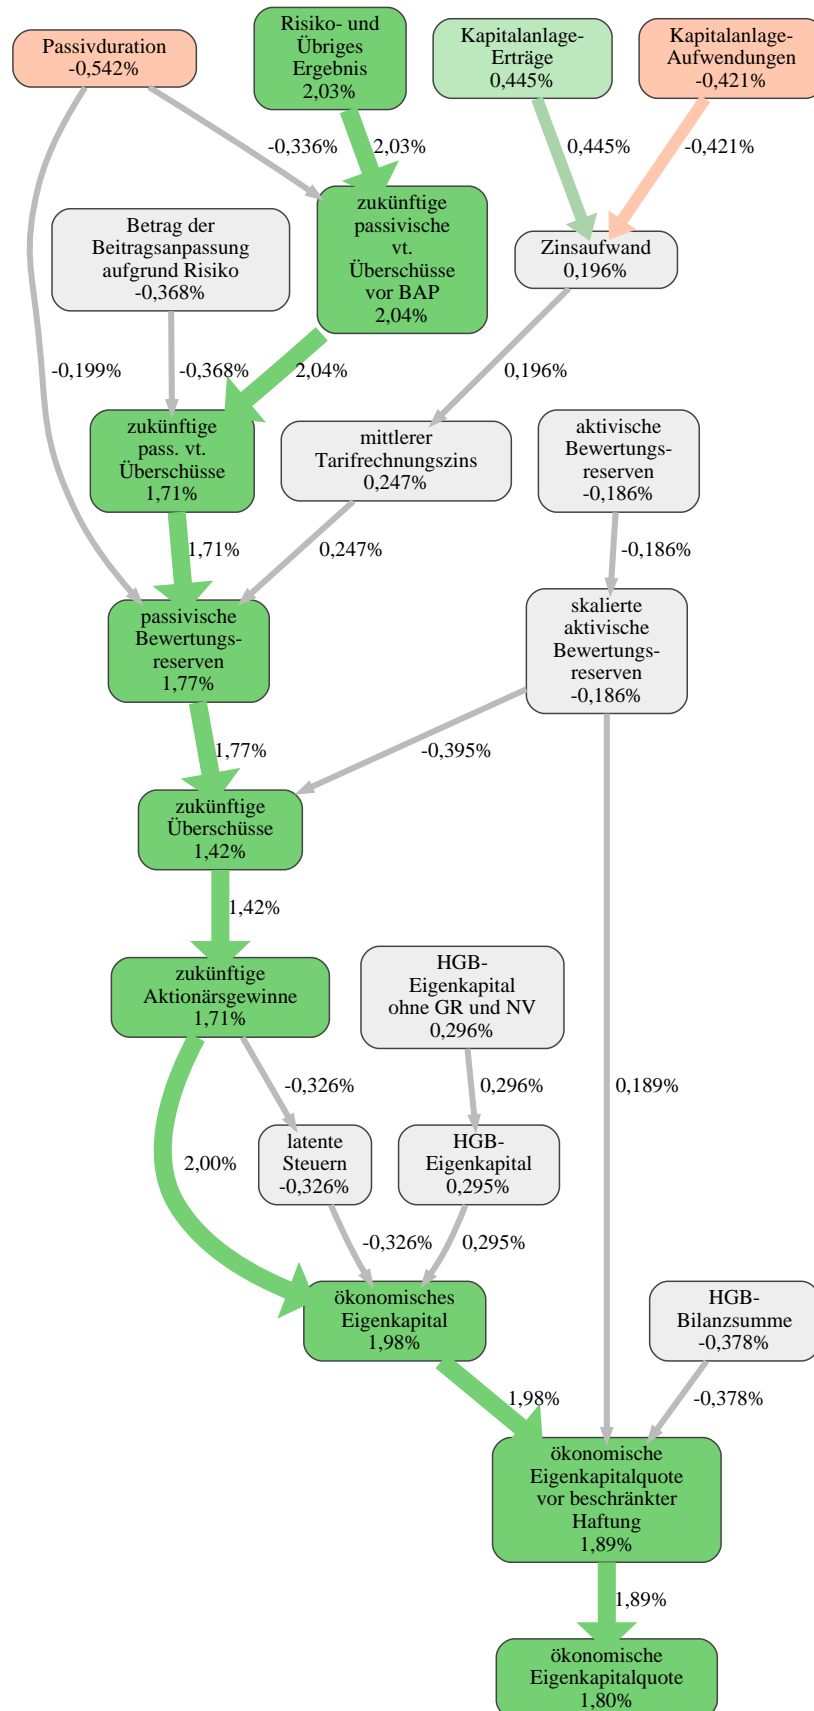 Passivduration
-0,542%
Risiko- und
Übriges
Ergebnis
2,03%
Kapitalanlage-
Erträge
0,445%
Kapitalanlage-
Aufwendungen
-0,421%
-0,336%
2,03%
0,445%
-0,421%
Betrag der
Beitragsanpassung
aufgrund Risiko
-0,368%
zukünftige
passivische
vt.
Überschüsse
vor BAP
2,04%
Zinsaufwand
0,196%
-0,199%
-0,368%
2,04%
0,196%
zukünftige
pass. vt.
Überschüsse
1,71%
mittlerer
Tarifrechnungszins
0,247%
aktivische
Bewertungs-
reserven
-0,186%
1,71%
0,247%
-0,186%
passivische
Bewertungs-
reserven
1,77%
skalierte
aktivische
Bewertungs-
reserven
-0,186%
1,77%
-0,395%
zukünftige
Überschüsse
1,42%
1,42%
zukünftige
Aktionärsgewinne
1,71%
HGB-
Eigenkapital
ohne GR und NV
0,296%
-0,326%
0,296%
0,189%
2,00%
latente
Steuern
-0,326%
HGB-
Eigenkapital
0,295%
-0,326%
0,295%
ökonomisches
Eigenkapital
1,98%
HGB-
Bilanzsumme
-0,378%
1,98%
-0,378%
ökonomische
Eigenkapitalquote
vor beschränkter
Haftung
1,89%
1,89%
ökonomische
Eigenkapitalquote
1,80%